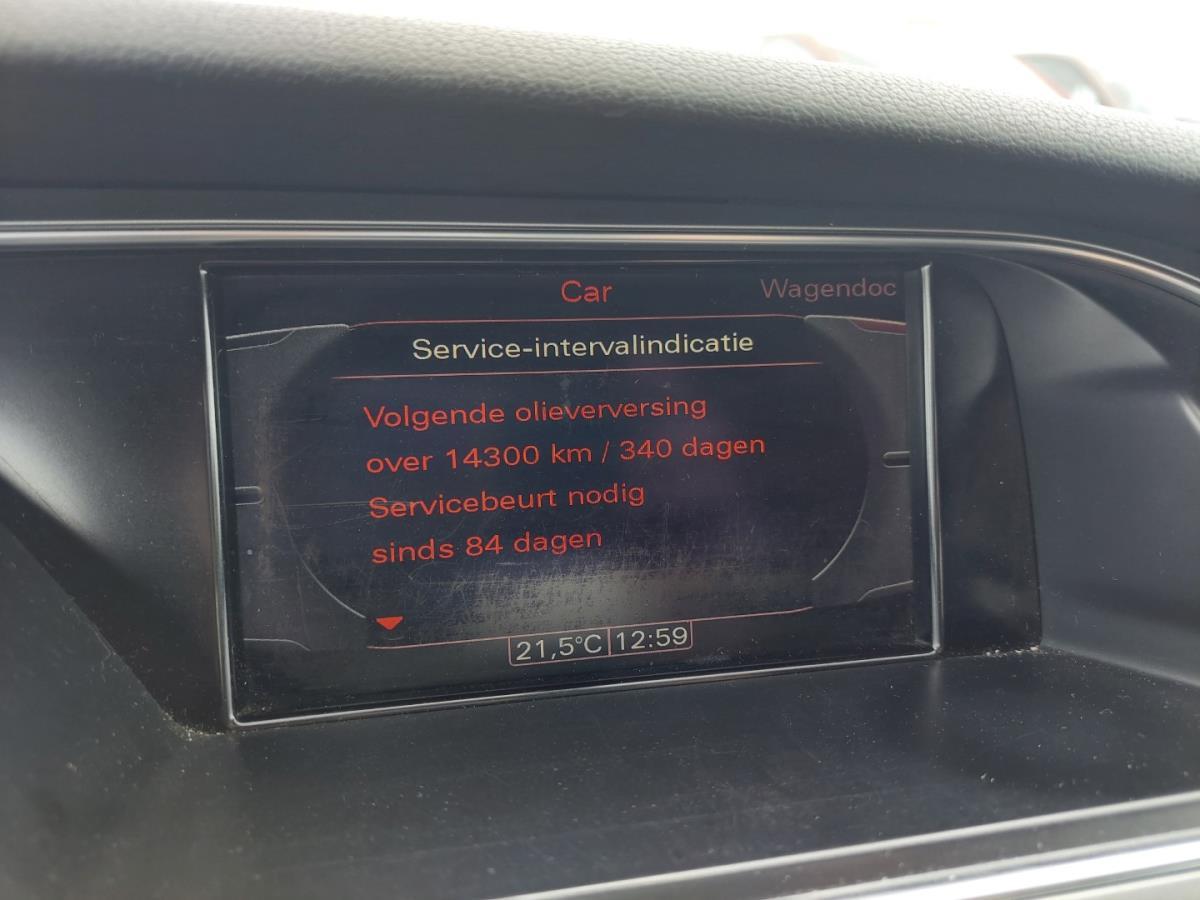 Car
Wagendoc
Service-intervalindicatie
Volgende olieverversing
over 14300 km / 340 dagen
Servicebeurt nodig
sinds 84 dagen
21,5°C 12:59